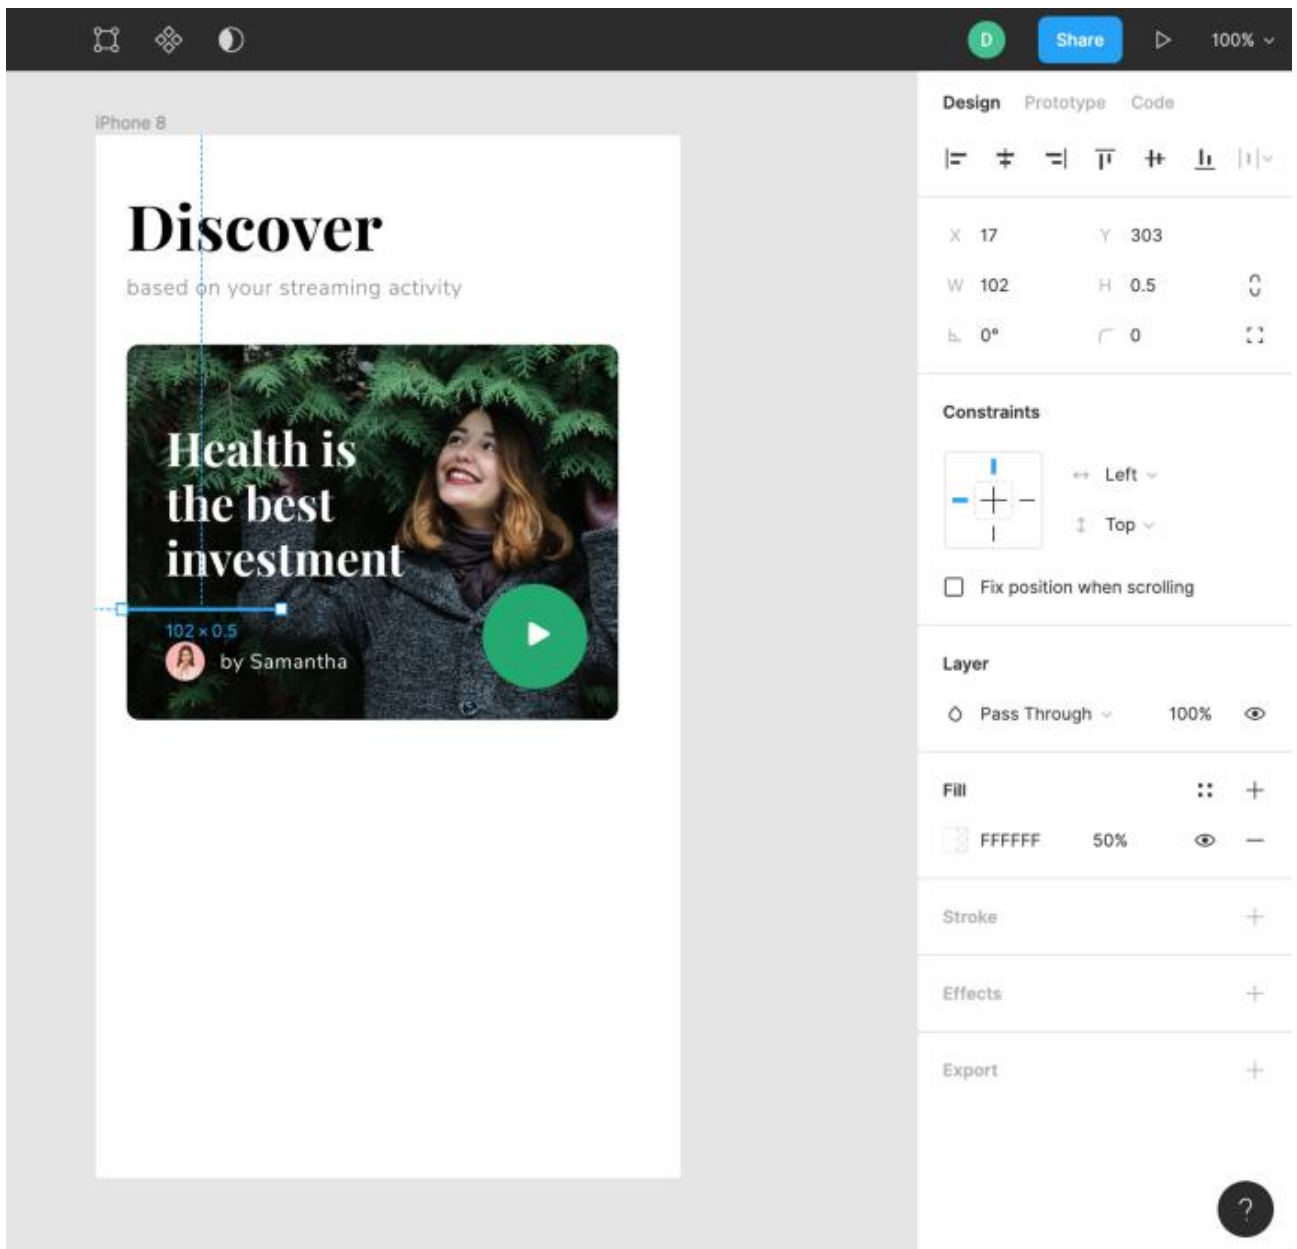 D
Share
100%
iPhone 8
Design Prototype Code
X 17 Y 303
W 102 H 0.5
0° 0
Constraints
Left
Top
Fix position when scrolling
Layer
Pass Through 100%
Fill
FFFFFF 50%
Stroke
Effects
Export
?
Discover
based on your streaming activity
Health is
the best
investment
102 × 0.5
by Samantha